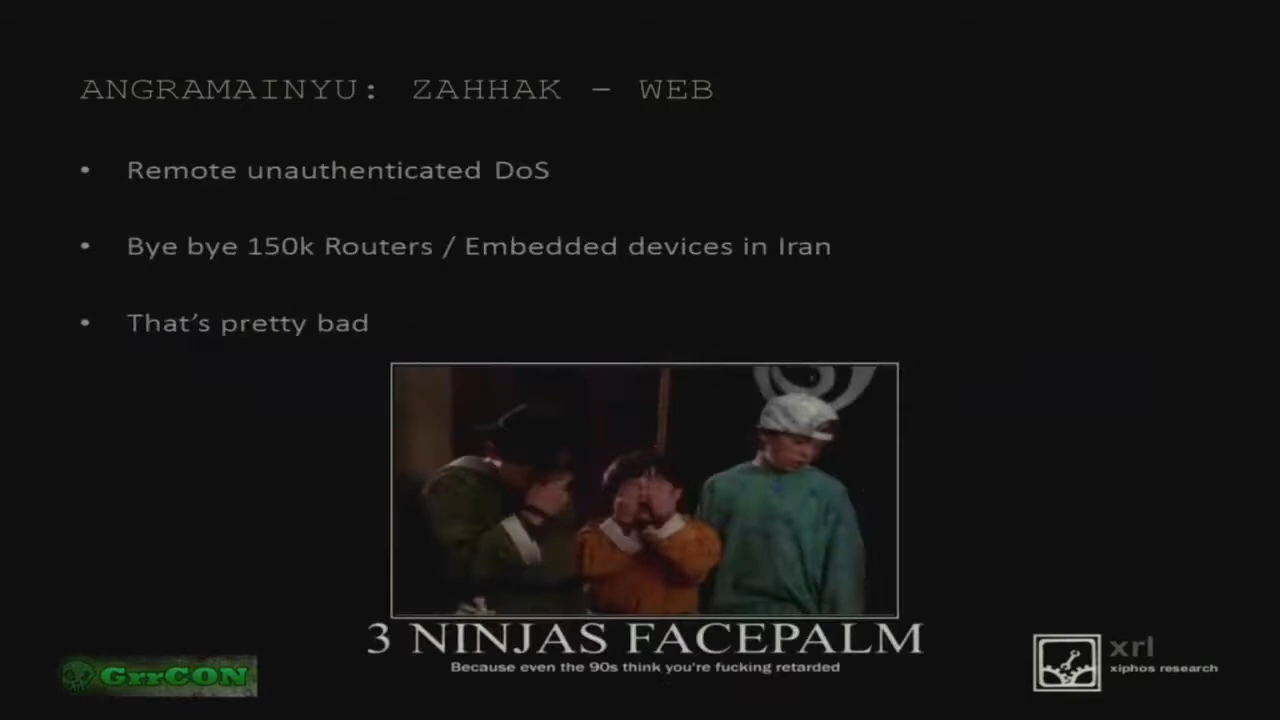 ANGRAMAINYU: ZAHHAK – WEB
• Remote unauthenticated DoS
• Bye bye 150k Routers / Embedded devices in Iran
• That’s pretty bad
3 NINJAS FACEPALM
Because even the 90s think you're fucking retarded
GrrCON
xrl
xiphos research